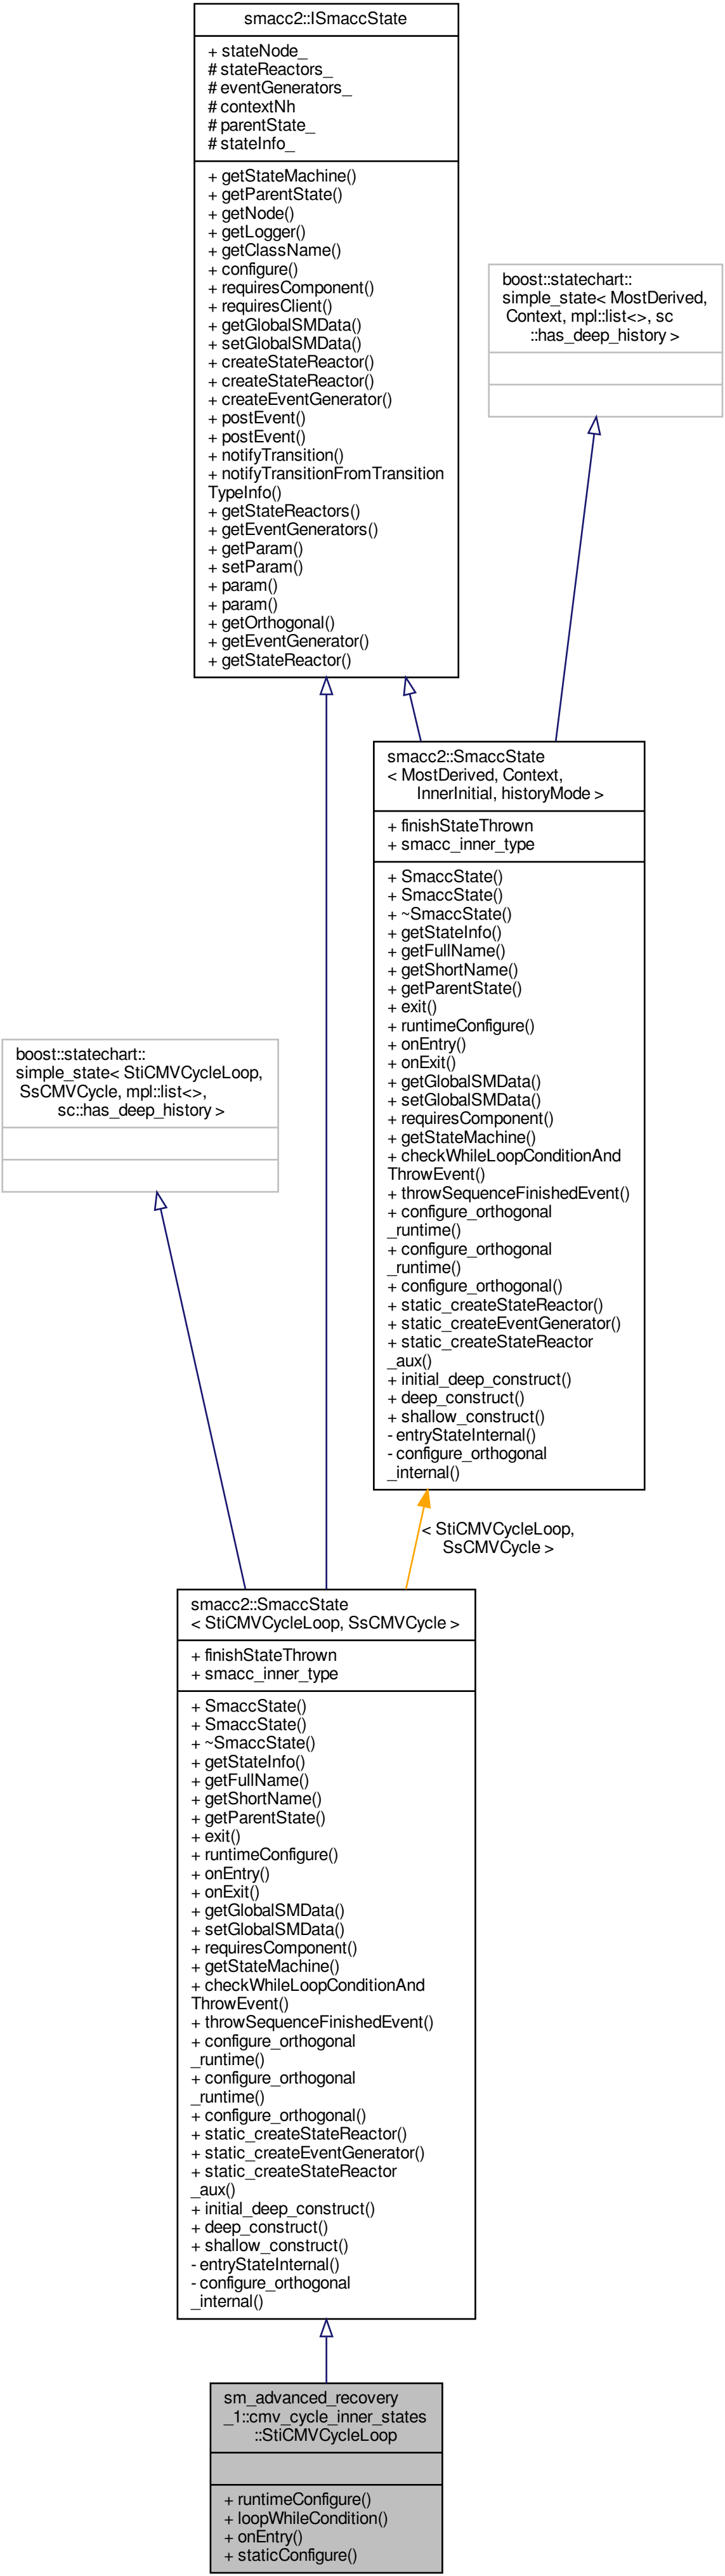 smacc2::ISmaccState
+ stateNode_
# stateReactors_
# eventGenerators_
# contextNh
# parentState_
# stateInfo_
+ getStateMachine()
+ getParentState()
+ getNode()
+ getLogger()
+ getClassName()
+ configure()
+ requiresComponent()
+ requiresClient()
+ getGlobalSMData()
+ setGlobalSMData()
+ createStateReactor()
+ createStateReactor()
+ createEventGenerator()
+ postEvent()
+ postEvent()
+ notifyTransition()
+ notifyTransitionFromTransition
TypeInfo()
+ getStateReactors()
+ getEventGenerators()
+ getParam()
+ setParam()
+ param()
+ param()
+ getOrthogonal()
+ getEventGenerator()
+ getStateReactor()
boost::statechart::
simple_state< MostDerived,
Context, mpl::list<>, sc
::has_deep_history >
smacc2::SmaccState
< MostDerived, Context,
InnerInitial, historyMode >
+ finishStateThrown
+ smacc_inner_type
+ SmaccState()
+ SmaccState()
+ ~SmaccState()
+ getStateInfo()
+ getFullName()
+ getShortName()
+ getParentState()
+ exit()
+ runtimeConfigure()
+ onEntry()
+ onExit()
+ getGlobalSMData()
+ setGlobalSMData()
+ requiresComponent()
+ getStateMachine()
+ checkWhileLoopConditionAnd
ThrowEvent()
+ throwSequenceFinishedEvent()
+ configure_orthogonal
_runtime()
+ configure_orthogonal
_runtime()
+ configure_orthogonal()
+ static_createStateReactor()
+ static_createEventGenerator()
+ static_createStateReactor
_aux()
+ initial_deep_construct()
+ deep_construct()
+ shallow_construct()
- entryStateInternal()
- configure_orthogonal
_internal()
boost::statechart::
simple_state< StiCMVCycleLoop,
SsCMVCycle, mpl::list<>,
sc::has_deep_history >
< StiCMVCycleLoop,
SsCMVCycle >
smacc2::SmaccState
< StiCMVCycleLoop, SsCMVCycle >
+ finishStateThrown
+ smacc_inner_type
+ SmaccState()
+ SmaccState()
+ ~SmaccState()
+ getStateInfo()
+ getFullName()
+ getShortName()
+ getParentState()
+ exit()
+ runtimeConfigure()
+ onEntry()
+ onExit()
+ getGlobalSMData()
+ setGlobalSMData()
+ requiresComponent()
+ getStateMachine()
+ checkWhileLoopConditionAnd
ThrowEvent()
+ throwSequenceFinishedEvent()
+ configure_orthogonal
_runtime()
+ configure_orthogonal
_runtime()
+ configure_orthogonal()
+ static_createStateReactor()
+ static_createEventGenerator()
+ static_createStateReactor
_aux()
+ initial_deep_construct()
+ deep_construct()
+ shallow_construct()
- entryStateInternal()
- configure_orthogonal
_internal()
sm_advanced_recovery
_1::cmv_cycle_inner_states
::StiCMVCycleLoop
+ runtimeConfigure()
+ loopWhileCondition()
+ onEntry()
+ staticConfigure()